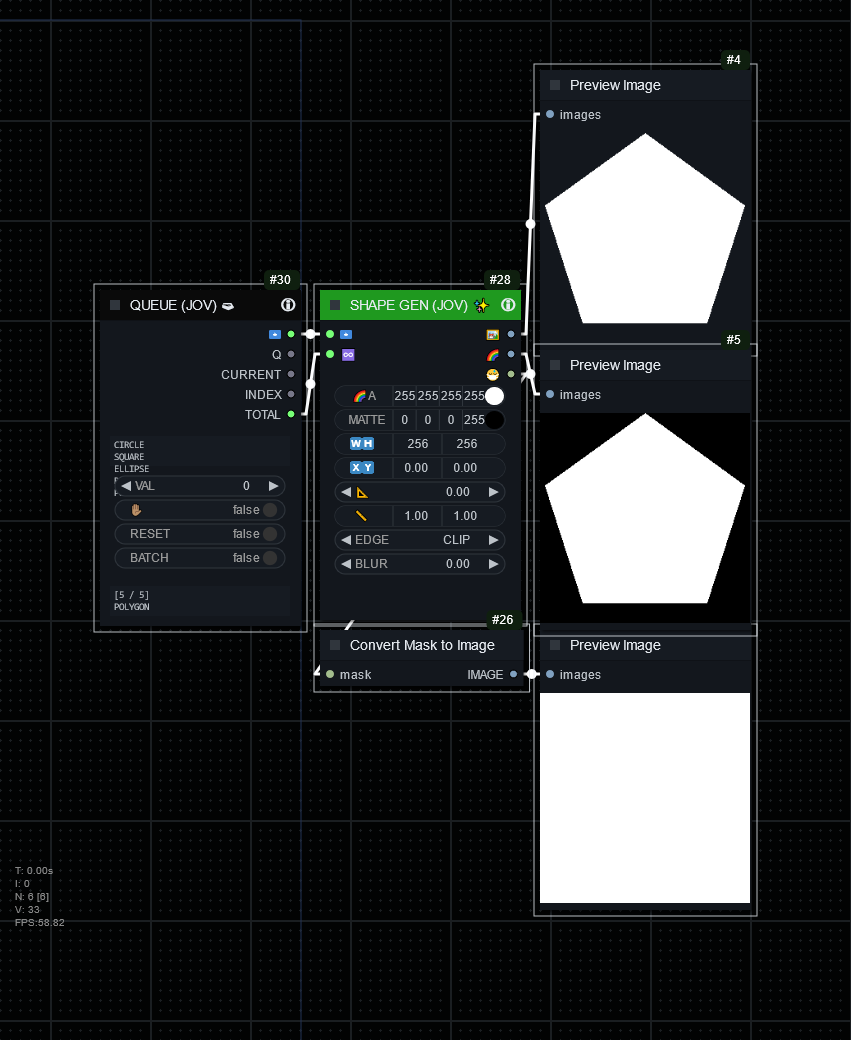 #4
Preview Image
images
#30
QUEUE (JOV)
Q
CURRENT
INDEX
TOTAL
CIRCLE
SQUARE
ELLIPSE
VAL 0
false
RESET false
BATCH false
[5 / 5]
POLYGON
#28
SHAPE GEN (JOV)
A 255 255 255 255
MATTE 0 0 0 255
WH 256 256
XY 0.00 0.00
0.00
1.00 1.00
EDGE CLIP
BLUR 0.00
#5
Preview Image
images
#26
Convert Mask to Image
mask IMAGE
Preview Image
images
T: 0.00s
I: 0
N: 6 [6]
V: 33
FPS:58.82